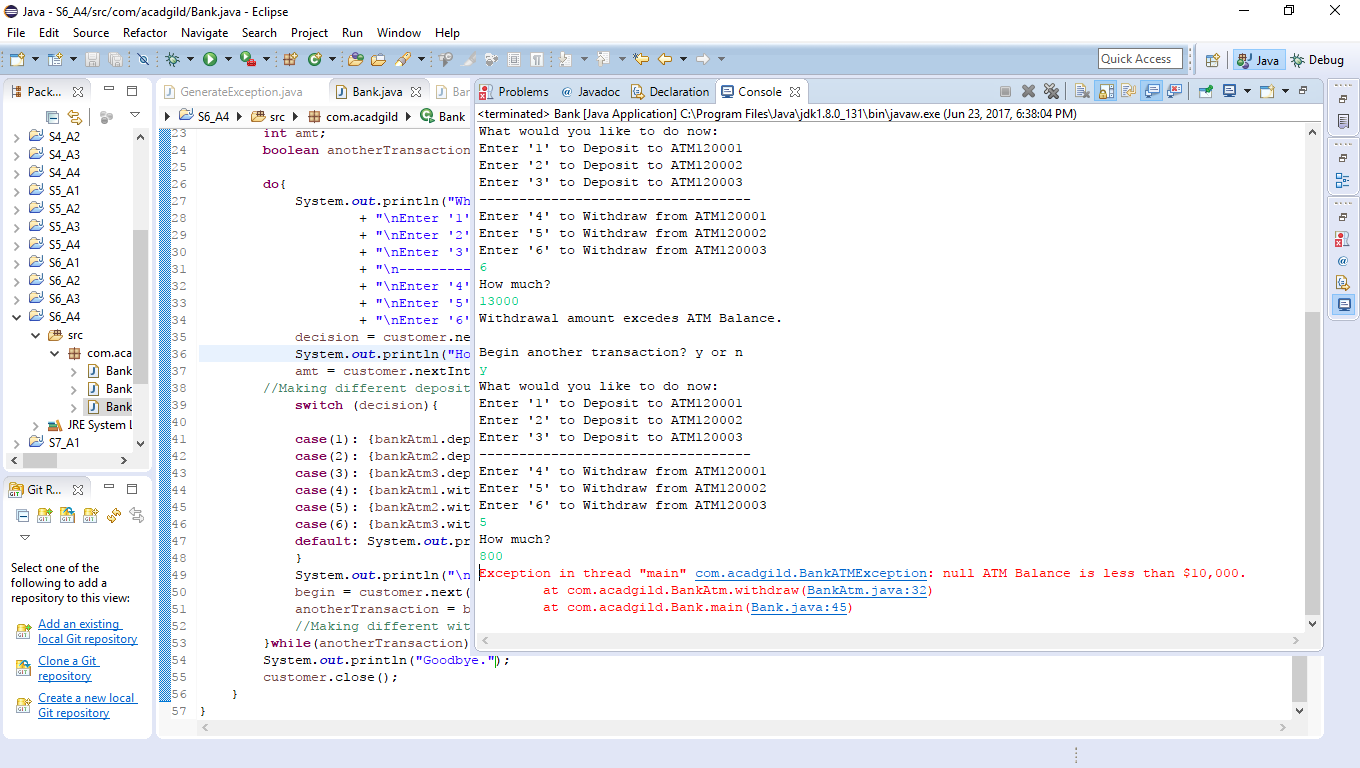 Java - S6_A4/src/com/acadgild/Bank.java - Eclipse
File Edit Source Refactor Navigate Search Project Run Window Help
Quick Access Java Debug
Pack...
S4_A2
S4_A3
S4_A4
S5_A1
S5_A2
S5_A3
S5_A4
S6_A1
S6_A2
S6_A3
S6_A4
src
com.aca
Bank
Bank
Bank
JRE System L
S7_A1
Git R...
Select one of the
following to add a
repository to this view:
Add an existing
local Git repository
Clone a Git
repository
Create a new local
Git repository
GenerateException.java Bank.java Ban
S6_A4 src com.acadgild Bank
23 int amt;
24 boolean anotherTransaction
25
26 do{
27 System.out.println("Wh
28 + "\nEnter '1'
29 + "\nEnter '2'
30 + "\nEnter '3'
31 + "\n---------
32 + "\nEnter '4'
33 + "\nEnter '5'
34 + "\nEnter '6'
35 decision = customer.ne
36 System.out.println("Ho
37 amt = customer.nextInt
38 //Making different deposit
39 switch (decision){
40
41 case(1): {bankAtm1.dep
42 case(2): {bankAtm2.dep
43 case(3): {bankAtm3.dep
44 case(4): {bankAtm1.wit
45 case(5): {bankAtm2.wit
46 case(6): {bankAtm3.wit
47 default: System.out.pr
48 }
49 System.out.println("\n
50 begin = customer.next(
51 anotherTransaction = b
52 //Making different wit
53 }while(anotherTransaction)
54 System.out.println("Goodbye.");
55 customer.close();
56 }
57 }
Problems Javadoc Declaration Console
<terminated> Bank [Java Application] C:\Program Files\Java\jdk1.8.0_131\bin\javaw.exe (Jun 23, 2017, 6:38:04 PM)
What would you like to do now:
Enter '1' to Deposit to ATM120001
Enter '2' to Deposit to ATM120002
Enter '3' to Deposit to ATM120003
----------------------------------
Enter '4' to Withdraw from ATM120001
Enter '5' to Withdraw from ATM120002
Enter '6' to Withdraw from ATM120003
6
How much?
13000
Withdrawal amount excedes ATM Balance.

Begin another transaction? y or n
y
What would you like to do now:
Enter '1' to Deposit to ATM120001
Enter '2' to Deposit to ATM120002
Enter '3' to Deposit to ATM120003
----------------------------------
Enter '4' to Withdraw from ATM120001
Enter '5' to Withdraw from ATM120002
Enter '6' to Withdraw from ATM120003
5
How much?
800
Exception in thread "main" com.acadgild.BankATMException: null ATM Balance is less than $10,000.
at com.acadgild.BankAtm.withdraw(BankAtm.java:32)
at com.acadgild.Bank.main(Bank.java:45)